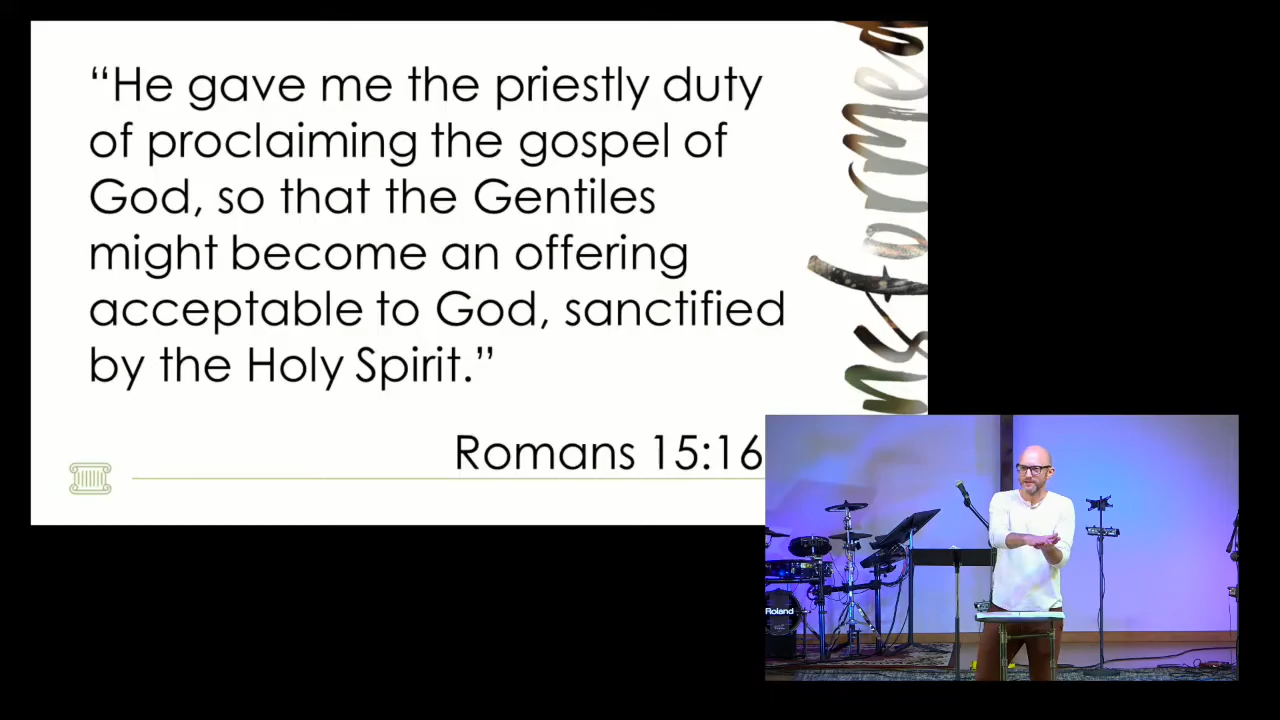 “He gave me the priestly duty
of proclaiming the gospel of
God, so that the Gentiles
might become an offering
acceptable to God, sanctified
by the Holy Spirit.”
Romans 15:16
nsformed
Roland